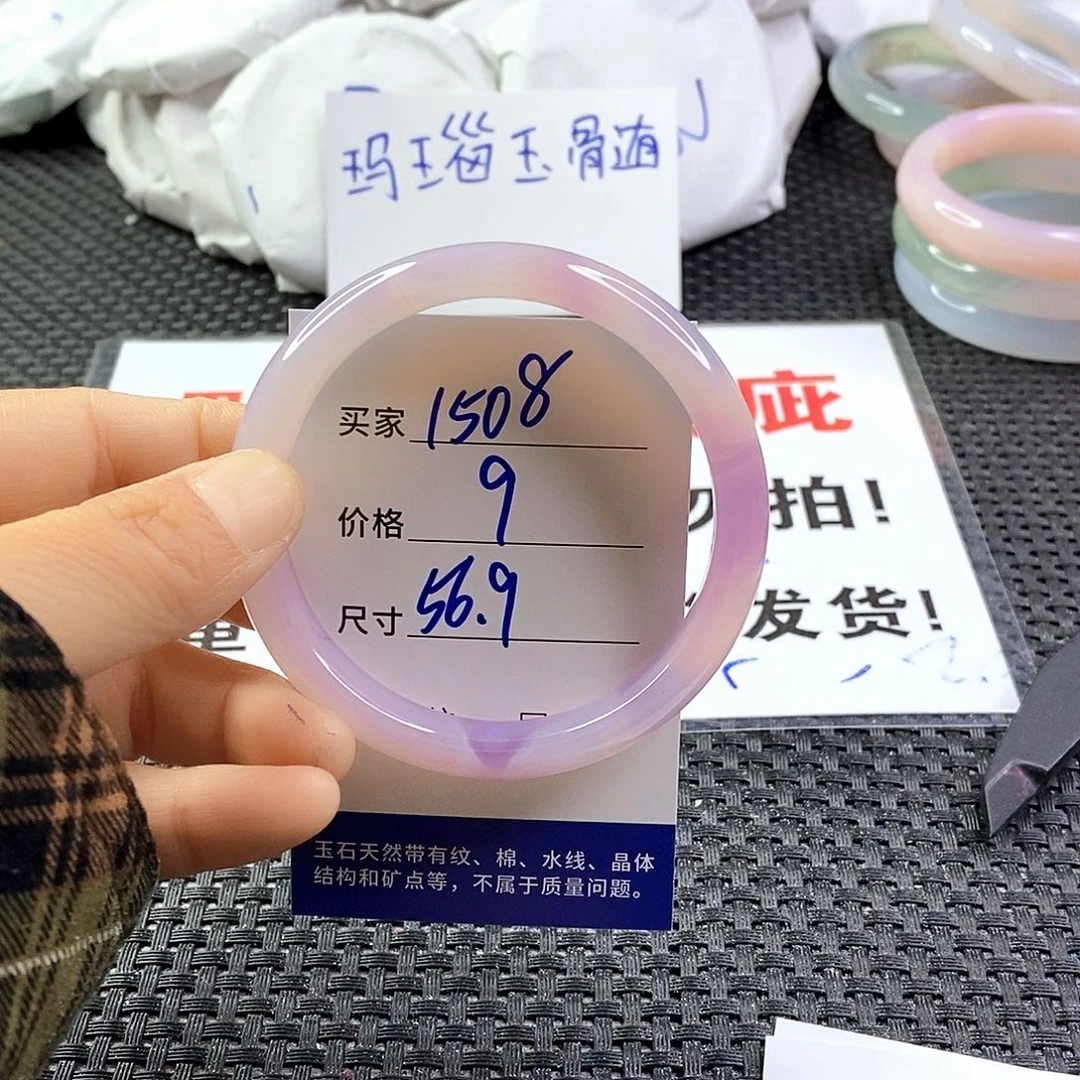 玛瑙玉骨髓
买家 1508
价格 9
尺寸 56.9
疵
勿拍!
发货!
玉石天然带有纹、棉、水线、晶体
结构和矿点等，不属于质量问题。